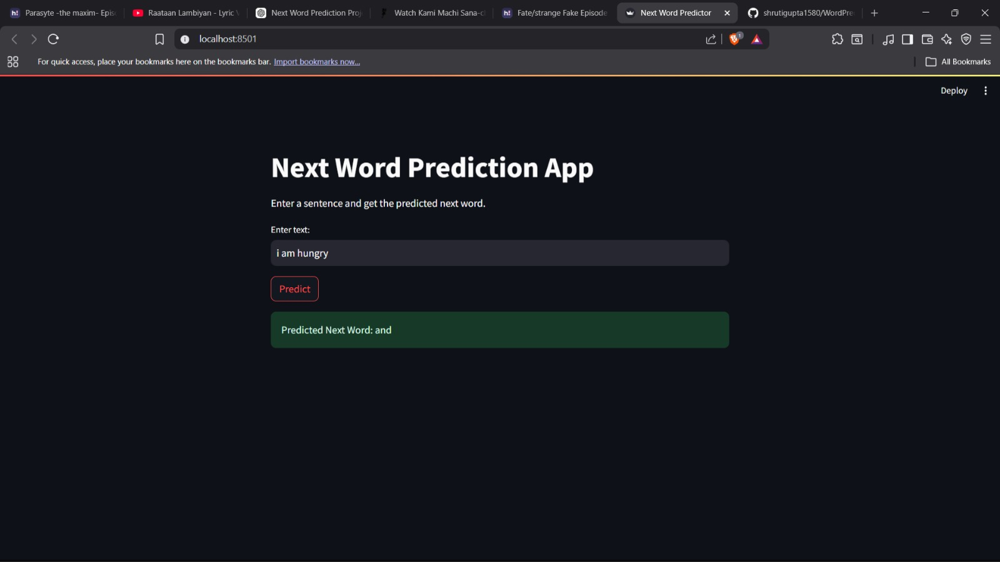 Parasyte -the maxim- Epis
Raataan Lambiyan - Lyric
Next Word Prediction Proj
Watch Kami Machi Sana-c
Fate/strange Fake Episode
Next Word Predictor
shrutigupta1580/WordPre
localhost:8501
1
For quick access, place your bookmarks here on the bookmarks bar. Import bookmarks now...
All Bookmarks
Deploy
Next Word Prediction App
Enter a sentence and get the predicted next word.
Enter text:
i am hungry
Predict
Predicted Next Word: and